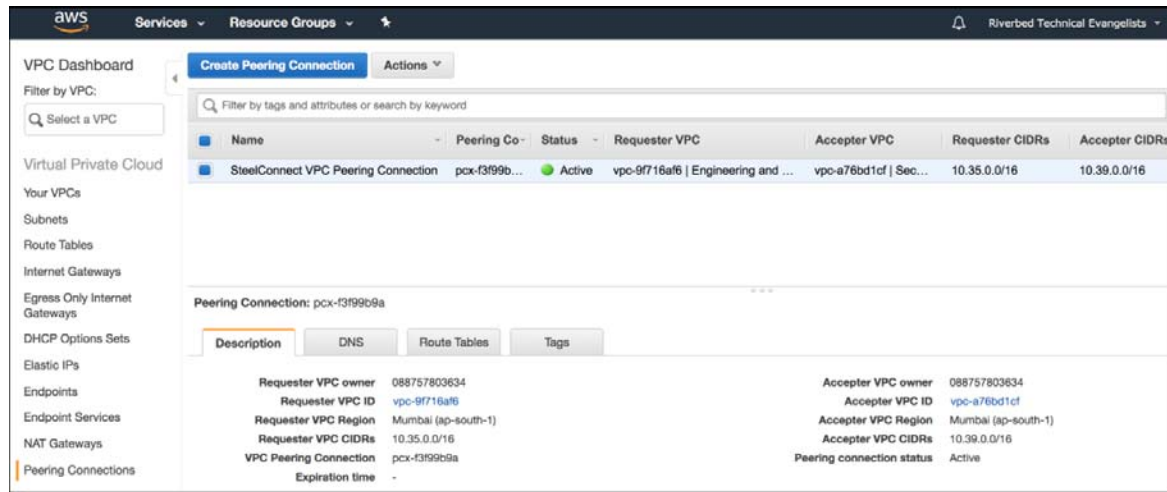 aws Services Resource Groups Riverbed Technical Evangelists
VPC Dashboard
Filter by VPC:
Select a VPC
Virtual Private Cloud
Your VPCs
Subnets
Route Tables
Internet Gateways
Egress Only Internet
Gateways
DHCP Options Sets
Elastic IPs
Endpoints
Endpoint Services
NAT Gateways
Peering Connections
Create Peering Connection Actions
Filter by tags and attributes or search by keyword
Name Peering Co Status Requester VPC Accepter VPC Requester CIDRs Accepter CIDRs
SteelConnect VPC Peering Connection pcx-f3f99b... Active vpc-9f716af6 | Engineering and ... vpc-a76bd1cf | Sec... 10.35.0.0/16 10.39.0.0/16
Peering Connection: pcx-f3f99b9a
Description DNS Route Tables Tags
Requester VPC owner 088757803634 Accepter VPC owner 088757803634
Requester VPC ID vpc-9f716af6 Accepter VPC ID vpc-a76bd1cf
Requester VPC Region Mumbai (ap-south-1) Accepter VPC Region Mumbai (ap-south-1)
Requester VPC CIDRs 10.35.0.0/16 Accepter VPC CIDRs 10.39.0.0/16
VPC Peering Connection pcx-f3f99b9a Peering connection status Active
Expiration time -